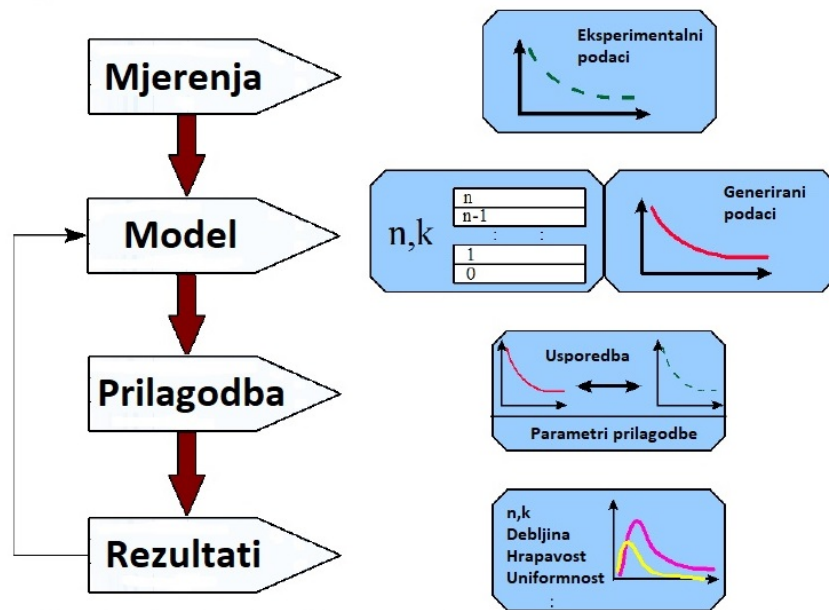 Mjerenja
Eksperimentalni
podaci
Model
n,k
n
n-1
: :
1
0
Generirani
podaci
Prilagodba
Usporedba
Parametri prilagodbe
Rezultati
n,k
Debljina
Hrapavost
Uniformnost
: